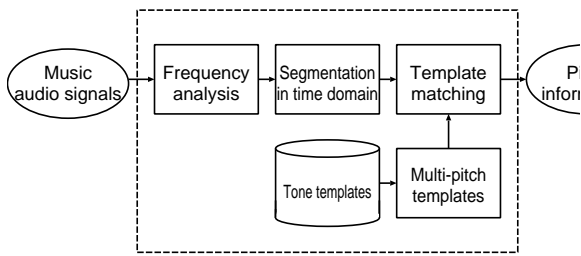 Music
audio signals
Frequency
analysis
Segmentation
in time domain
Template
matching
Tone templates
Multi-pitch
templates